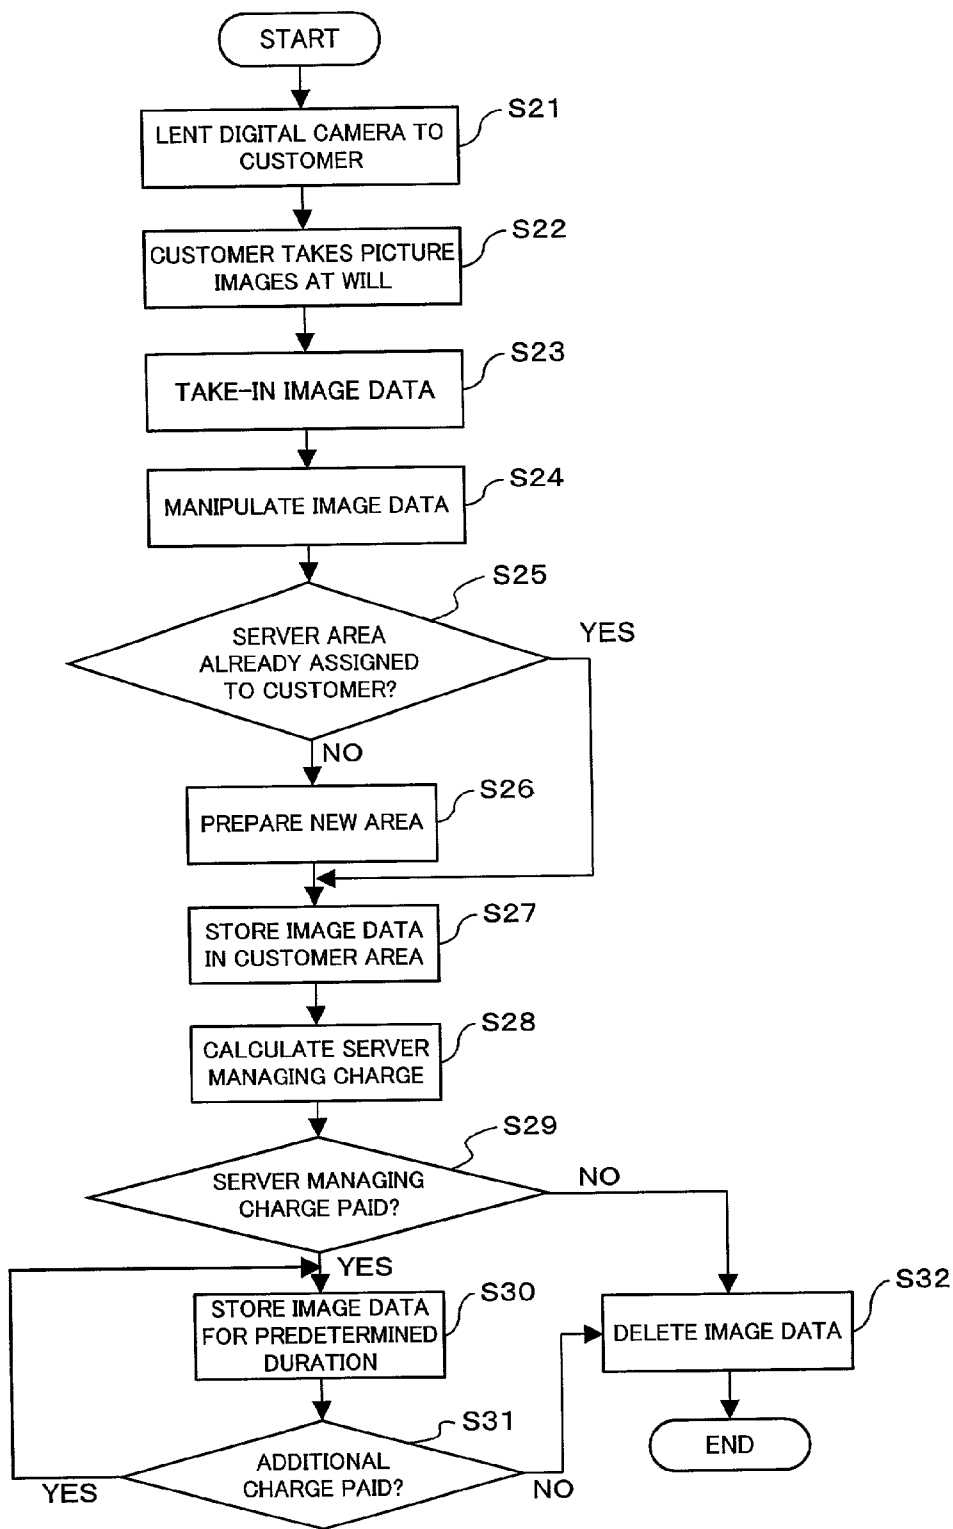 START
S21
LENT DIGITAL CAMERA TO
CUSTOMER
S22
CUSTOMER TAKES PICTURE
IMAGES AT WILL
S23
TAKE-IN IMAGE DATA
S24
MANIPULATE IMAGE DATA
S25
SERVER AREA
ALREADY ASSIGNED
TO CUSTOMER?
YES
NO
S26
PREPARE NEW AREA
S27
STORE IMAGE DATA
IN CUSTOMER AREA
S28
CALCULATE SERVER
MANAGING CHARGE
S29
SERVER MANAGING
CHARGE PAID?
NO
YES
S30
STORE IMAGE DATA
FOR PREDETERMINED
DURATION
S32
DELETE IMAGE DATA
S31
ADDITIONAL
CHARGE PAID?
YES
NO
END